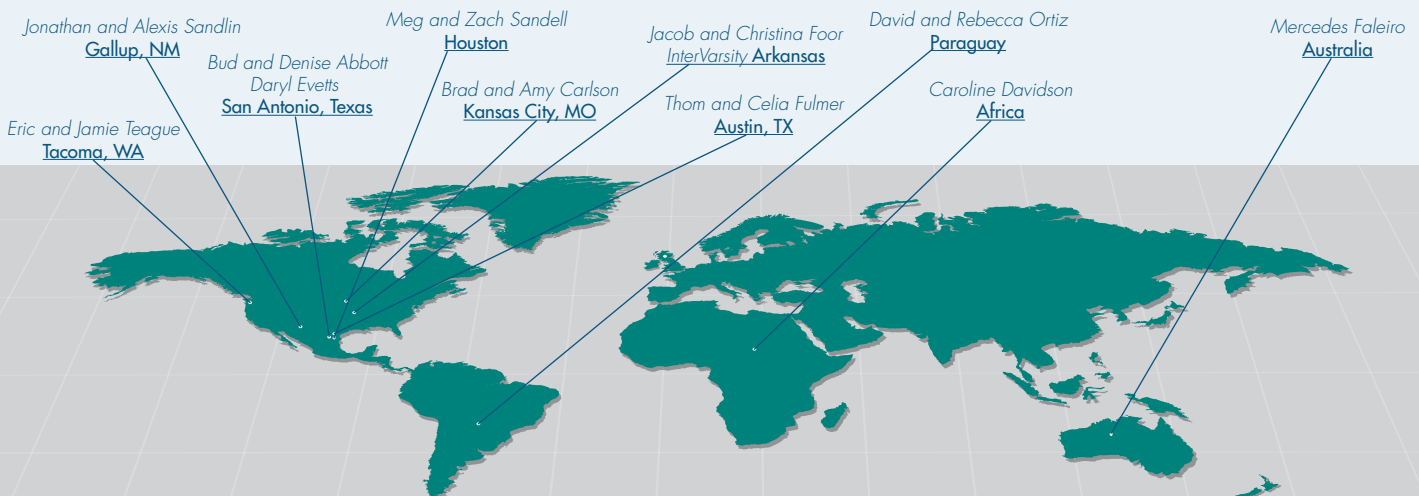 Jonathan and Alexis Sandlin
Gallup, NM
Meg and Zach Sandell
Houston
Jacob and Christina Foor
InterVarsity Arkansas
David and Rebecca Ortiz
Paraguay
Mercedes Faleiro
Australia
Bud and Denise Abbott
Daryl Evetts
San Antonio, Texas
Brad and Amy Carlson
Kansas City, MO
Thom and Celia Fulmer
Austin, TX
Caroline Davidson
Africa
Eric and Jamie Teague
Tacoma, WA